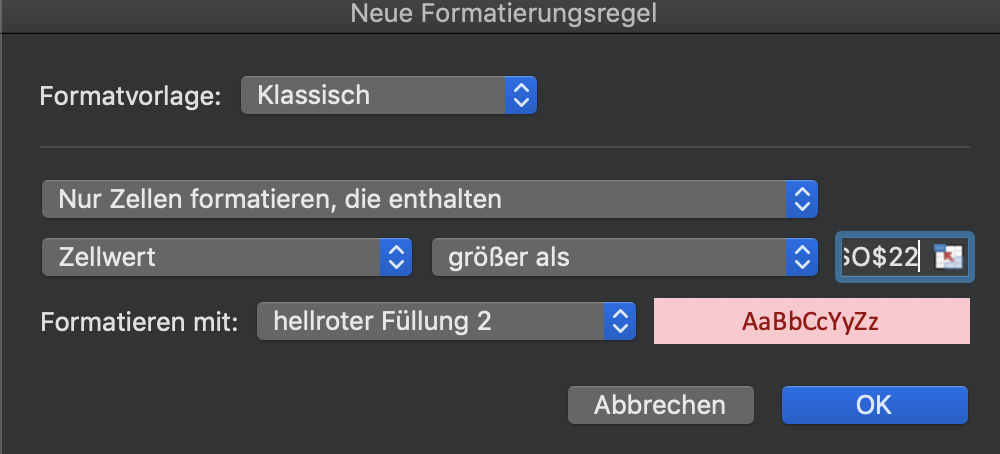 Neue Formatierungsregel
Formatvorlage: Klassisch
Nur Zellen formatieren, die enthalten
Zellwert größer als $O$22
Formatieren mit: hellroter Füllung 2 AaBbCcYyZz
Abbrechen OK